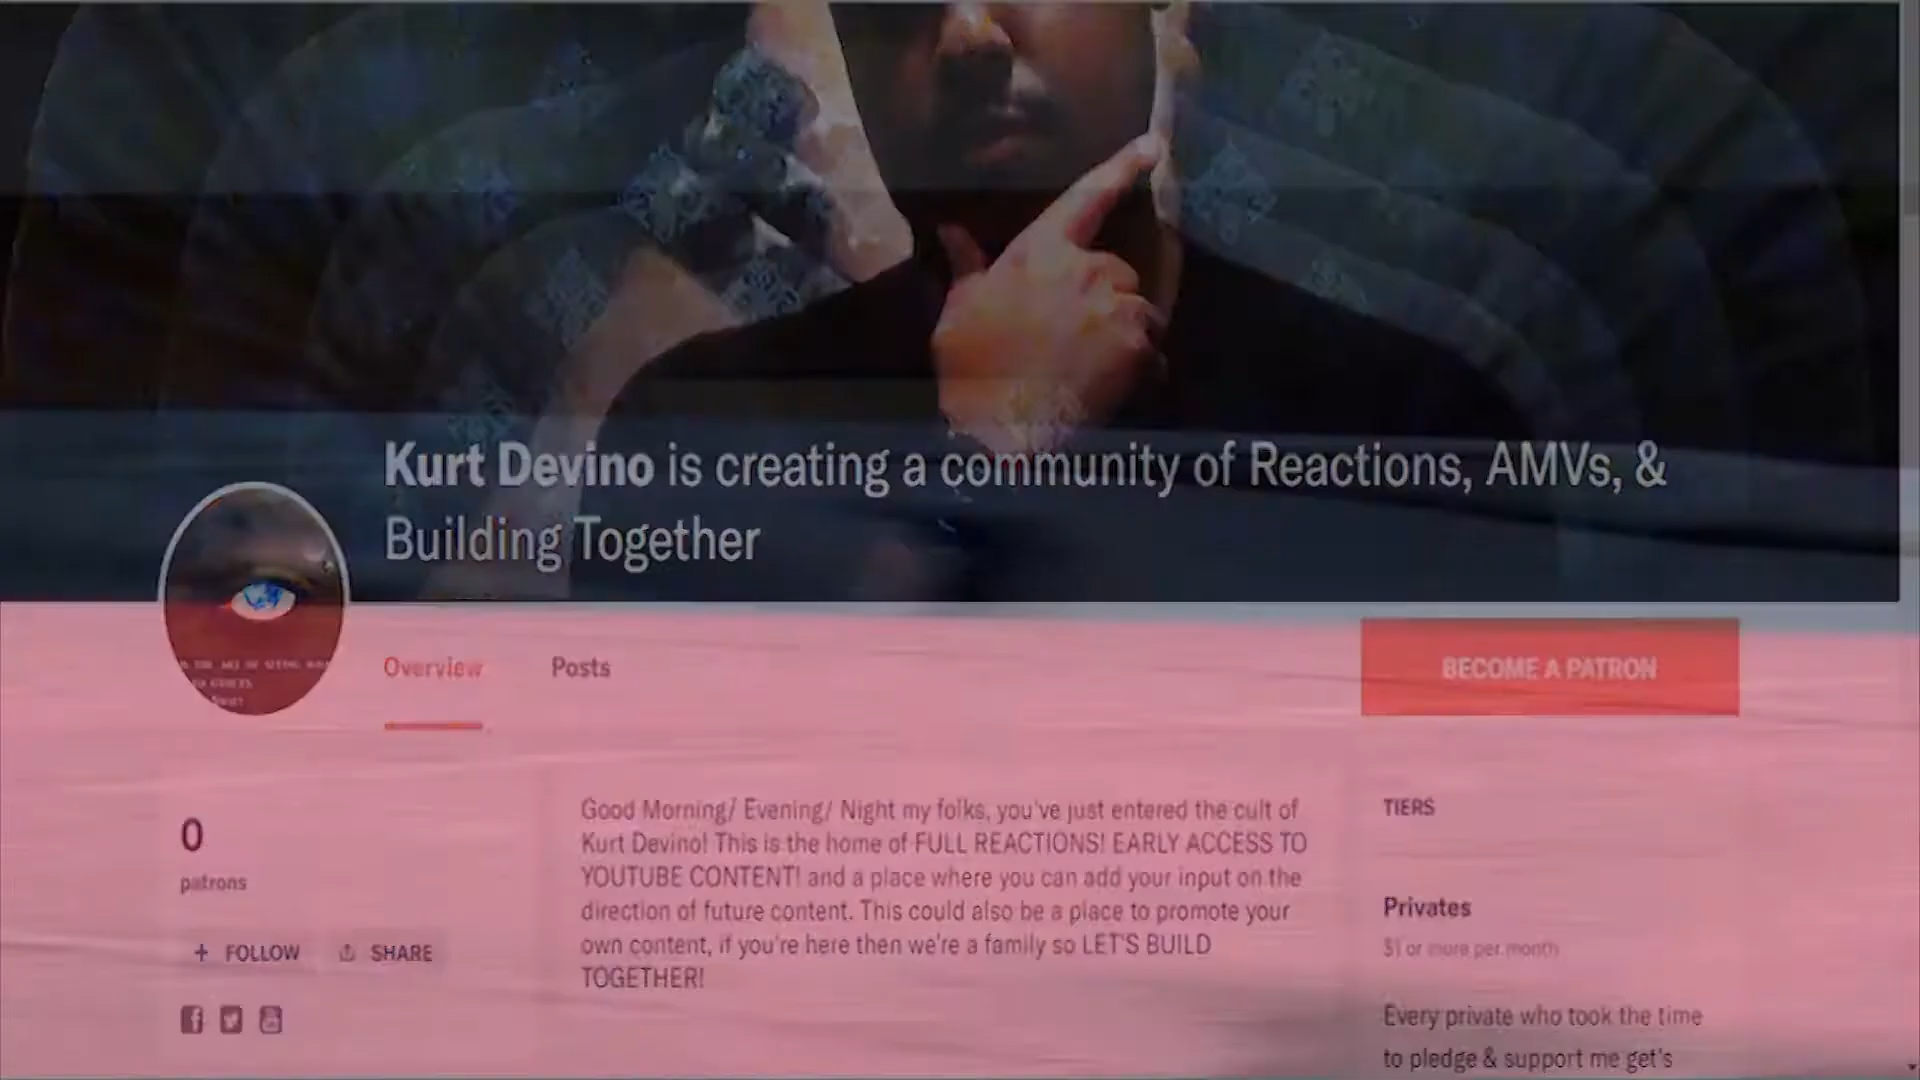 Kurt Devino is creating a community of Reactions, AMVs, &
Building Together
Overview
Posts
BECOME A PATRON
0
patrons
+ FOLLOW
SHARE
Good Morning/ Evening/ Night my folks, you've just entered the cult of
Kurt Devino! This is the home of FULL REACTIONS! EARLY ACCESS TO
YOUTUBE CONTENT! and a place where you can add your input on the
direction of future content. This could also be a place to promote your
own content, if you're here then we're a family so LET'S BUILD
TOGETHER!
TIERS
Privates
$1 or more per month
Every private who took the time
to pledge & support me get's